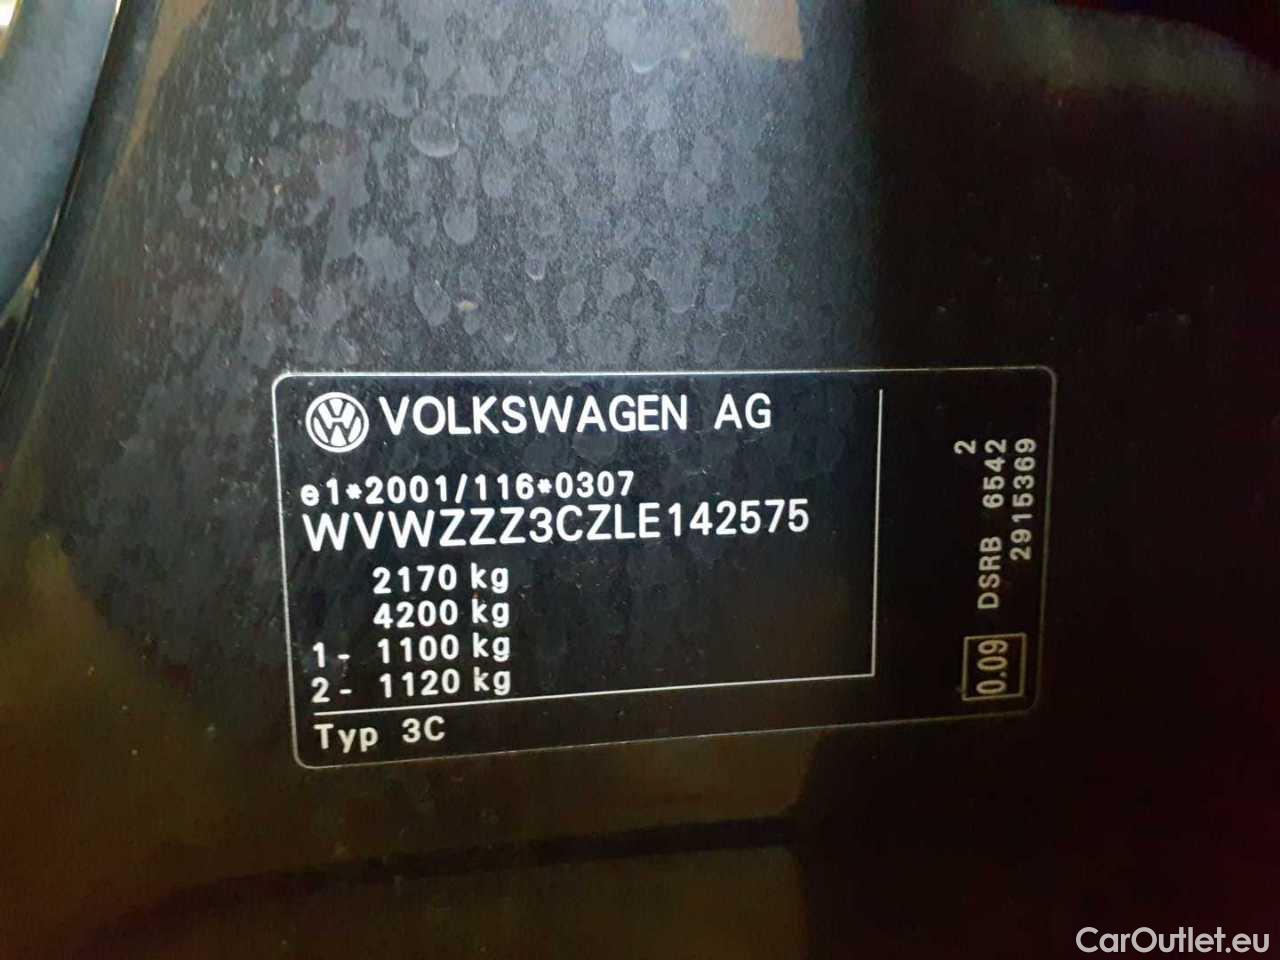 VOLKSWAGEN AG
e1*2001/116*0307
WVWZZZ3CZLE142575
2170 kg
4200 kg
1- 1100 kg
2- 1120 kg
Typ 3C
2
DSRB 6542
2915369
0.09
CarOutlet.eu